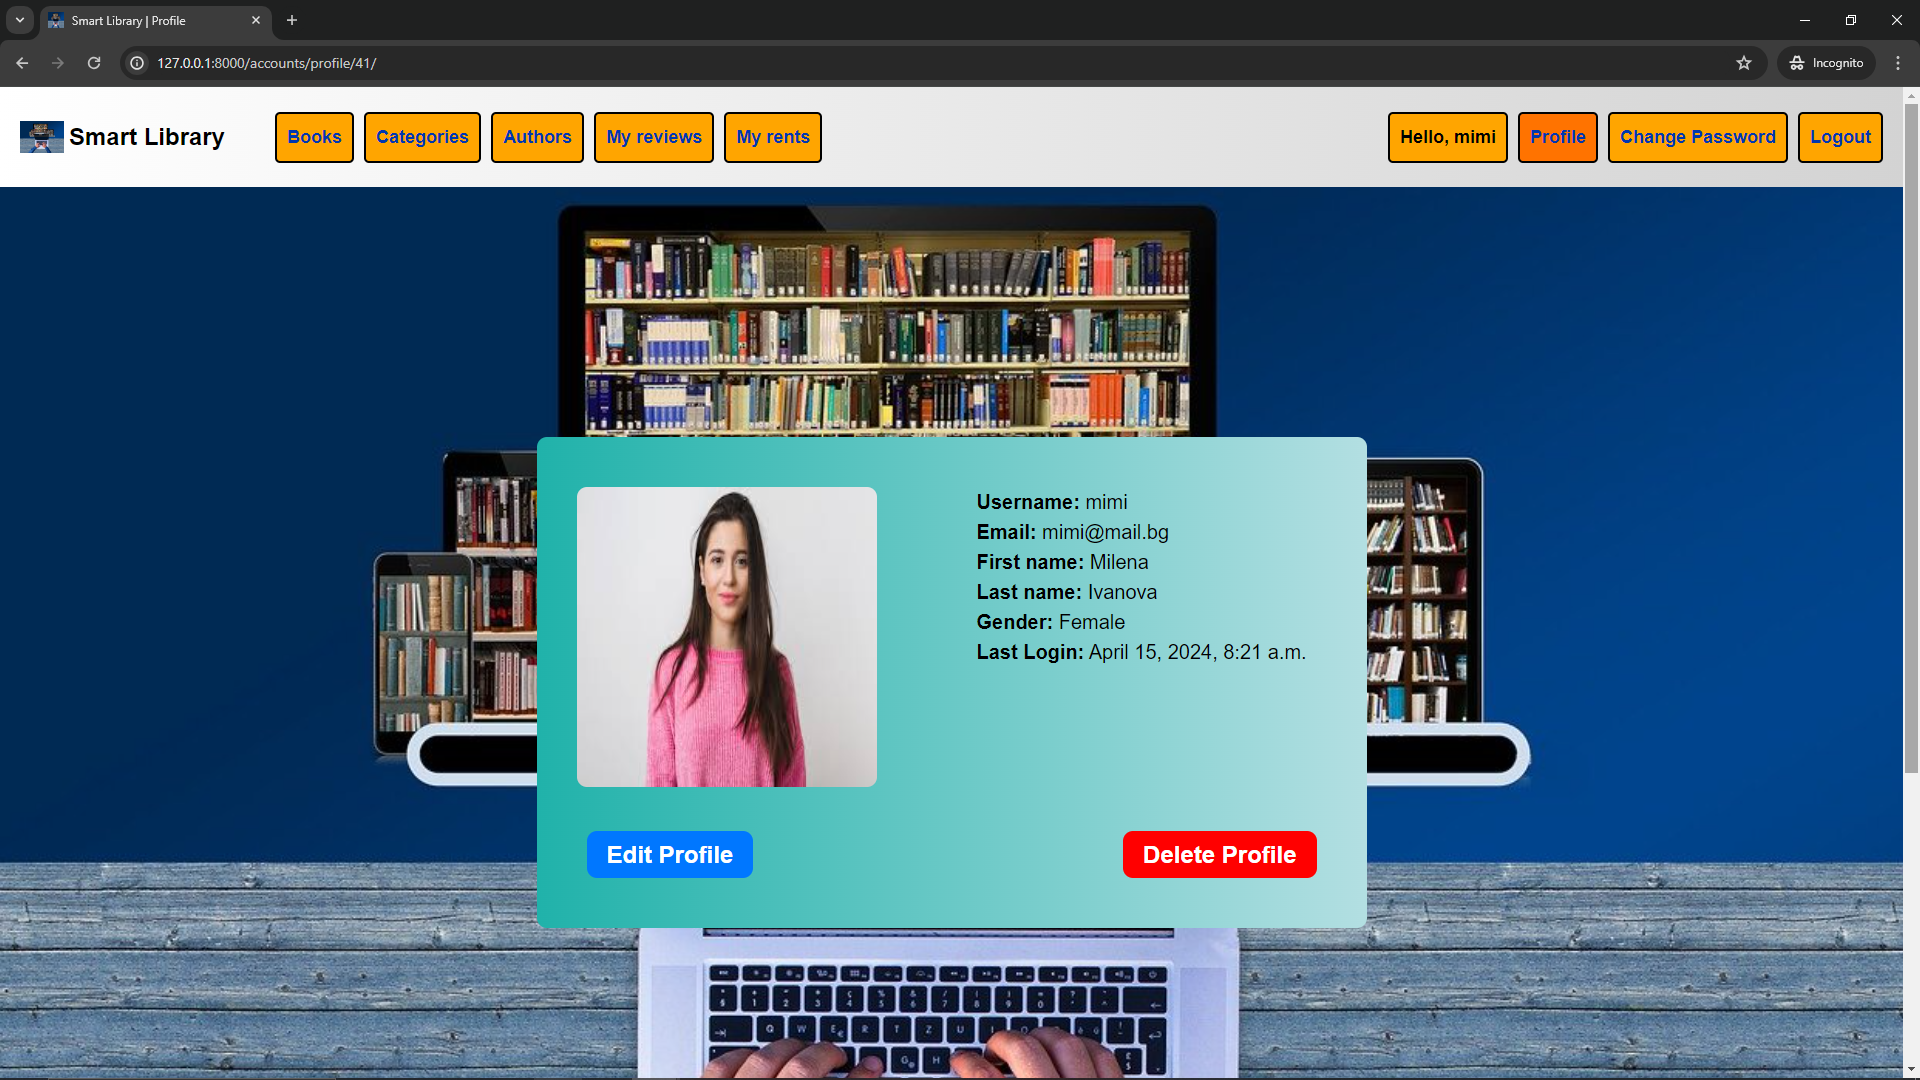 Smart Library | Profile
127.0.0.1:8000/accounts/profile/41/
Incognito
Smart Library
Books
Categories
Authors
My reviews
My rents
Hello, mimi
Profile
Change Password
Logout
Username: mimi
Email: mimi@mail.bg
First name: Milena
Last name: Ivanova
Gender: Female
Last Login: April 15, 2024, 8:21 a.m.
Edit Profile
Delete Profile
Q W E R T Z U I
G H